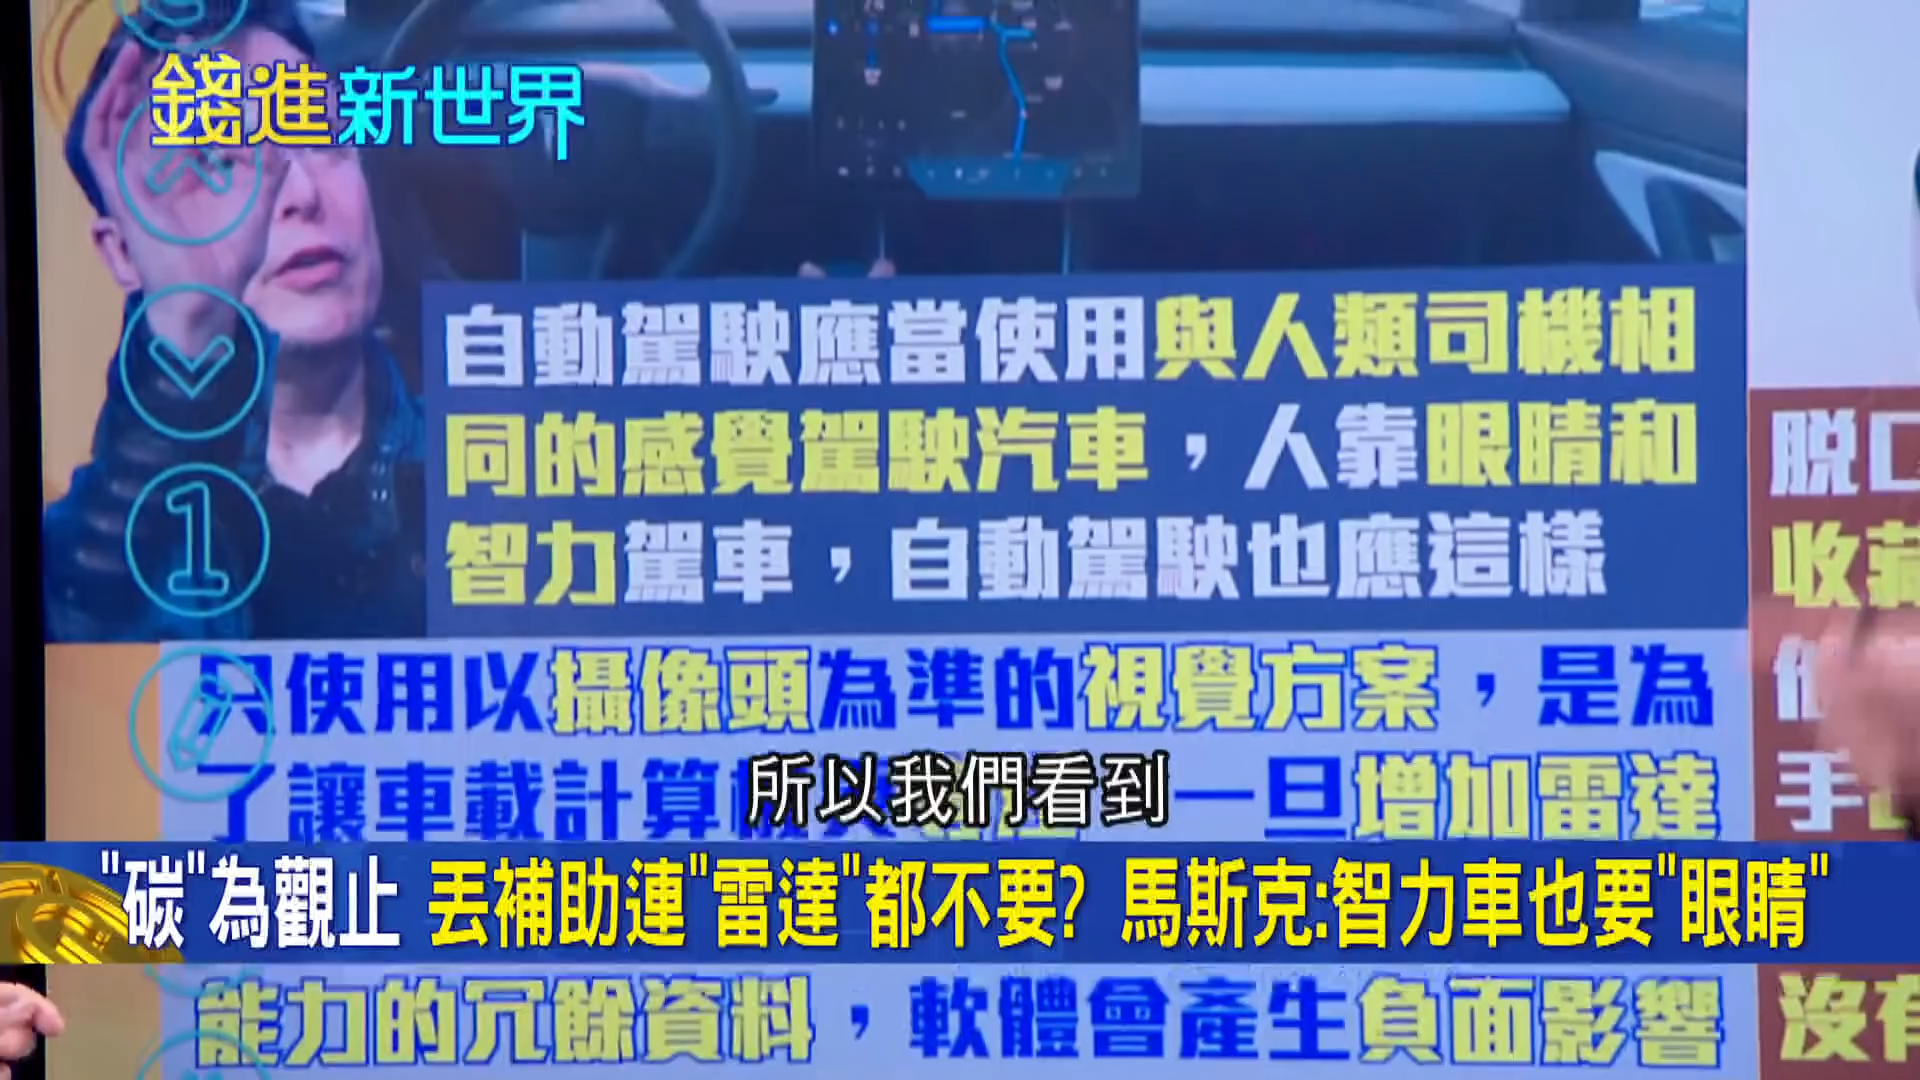 錢進新世界
自動駕駛應當使用與人類司機相
同的感覺駕駛汽車，人靠眼睛和
智力駕車，自動駕駛也應這樣
1
只使用以攝像頭為準的視覺方案，是為
了讓車載計算
一旦增加雷達
所以我們看到
"碳"為觀止 丟補助連"雷達"都不要? 馬斯克:智力車也要"眼睛"
能力的冗餘資料，軟體會產生負面影響
脫口
收藏
手
沒有